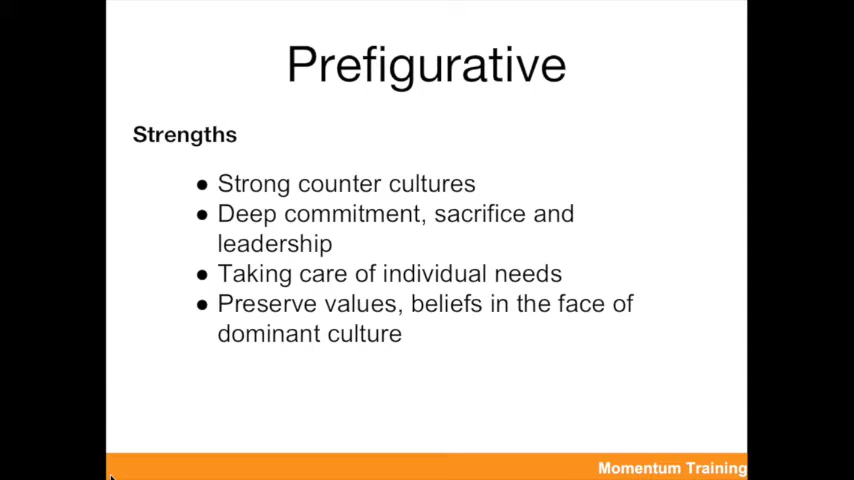 Prefigurative
Strengths
● Strong counter cultures
● Deep commitment, sacrifice and
leadership
● Taking care of individual needs
● Preserve values, beliefs in the face of
dominant culture
Momentum Training